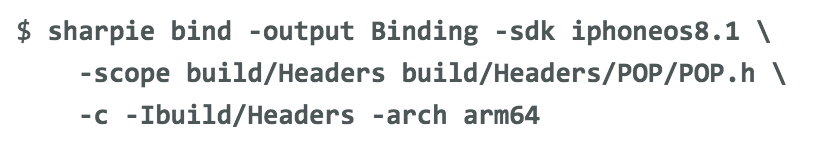 $ sharpie bind -output Binding -sdk iphoneos8.1 \
-scope build/Headers build/Headers/POP/POP.h \
-c -Ibuild/Headers -arch arm64